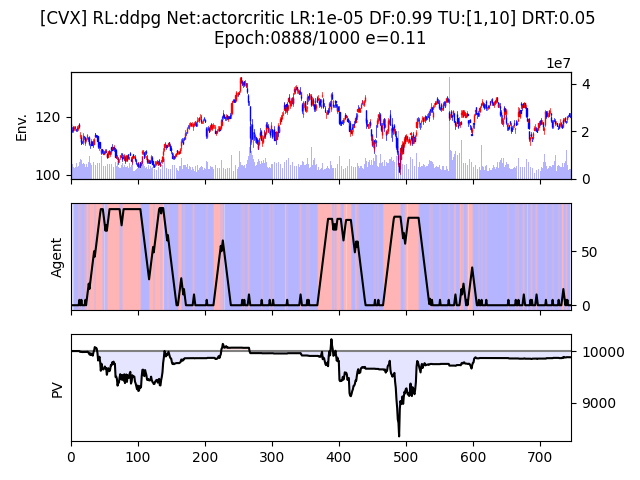 [CVX] RL:ddpg Net:actorcritic LR:1e-05 DF:0.99 TU:[1,10] DRT:0.05
Epoch:0888/1000 e=0.11
1e7
Env.
120
100
4
2
0
Agent
50
0
PV
10000
9000
0 100 200 300 400 500 600 700